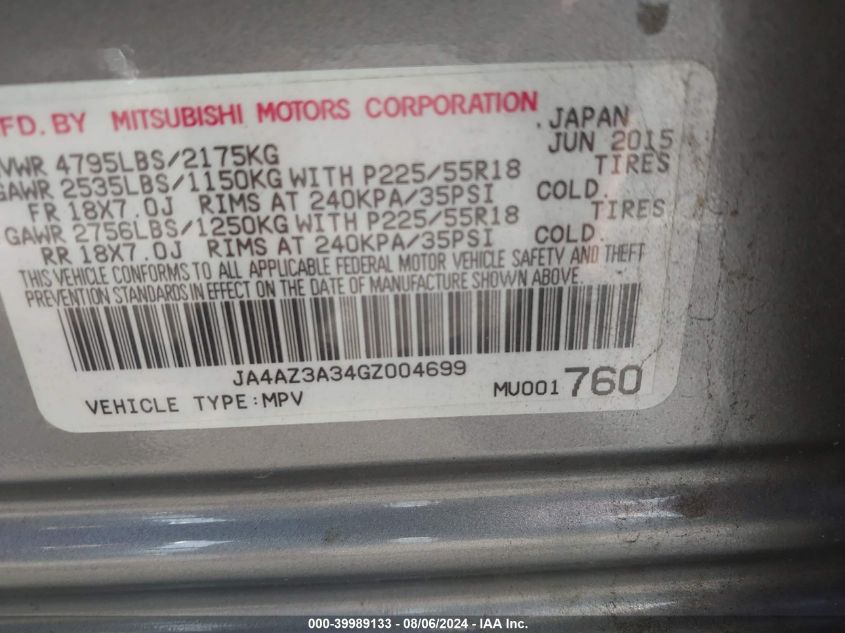 FD. BY MITSUBISHI MOTORS CORPORATION . JAPAN
VWR 4795LBS/2175KG JUN 2015
GAWR 2535LBS/1150KG WITH P225/55R18 TIRES
FR 18X7.0J RIMS AT 240KPA/35PSI COLD.
GAWR 2756LBS/1250KG WITH P225/55R18 TIRES
RR 18X7.0J RIMS AT 240KPA/35PSI COLD.
THIS VEHICLE CONFORMS TO ALL APPLICABLE FEDERAL MOTOR VEHICLE SAFETY AND THEFT
PREVENTION STANDARDS IN EFFECT ON THE DATE OF MANUFACTURE SHOWN ABOVE.
JA4AZ3A34GZ004699
VEHICLE TYPE:MPV MU001760
000-39989133 - 08/06/2024 - IAA Inc.